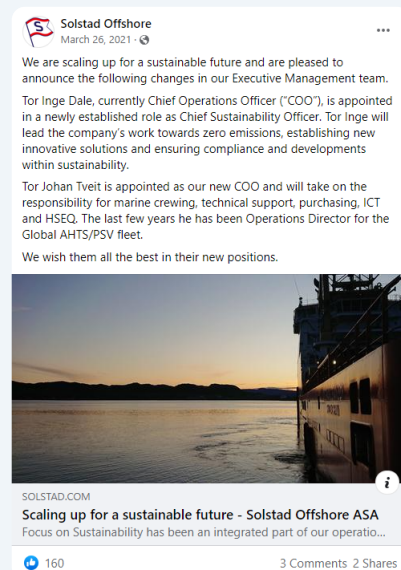 Solstad Offshore
March 26, 2021 ·
We are scaling up for a sustainable future and are pleased to
announce the following changes in our Executive Management team.
Tor Inge Dale, currently Chief Operations Officer ("COO"), is appointed
in a newly established role as Chief Sustainability Officer. Tor Inge will
lead the company's work towards zero emissions, establishing new
innovative solutions and ensuring compliance and developments
within sustainability.
Tor Johan Tveit is appointed as our new COO and will take on the
responsibility for marine crewing, technical support, purchasing, ICT
and HSEQ. The last few years he has been Operations Director for the
Global AHTS/PSV fleet.
We wish them all the best in their new positions.
SOLSTAD.COM
Scaling up for a sustainable future - Solstad Offshore ASA
Focus on Sustainability has been an integrated part of our operatio...
160
3 Comments 2 Shares